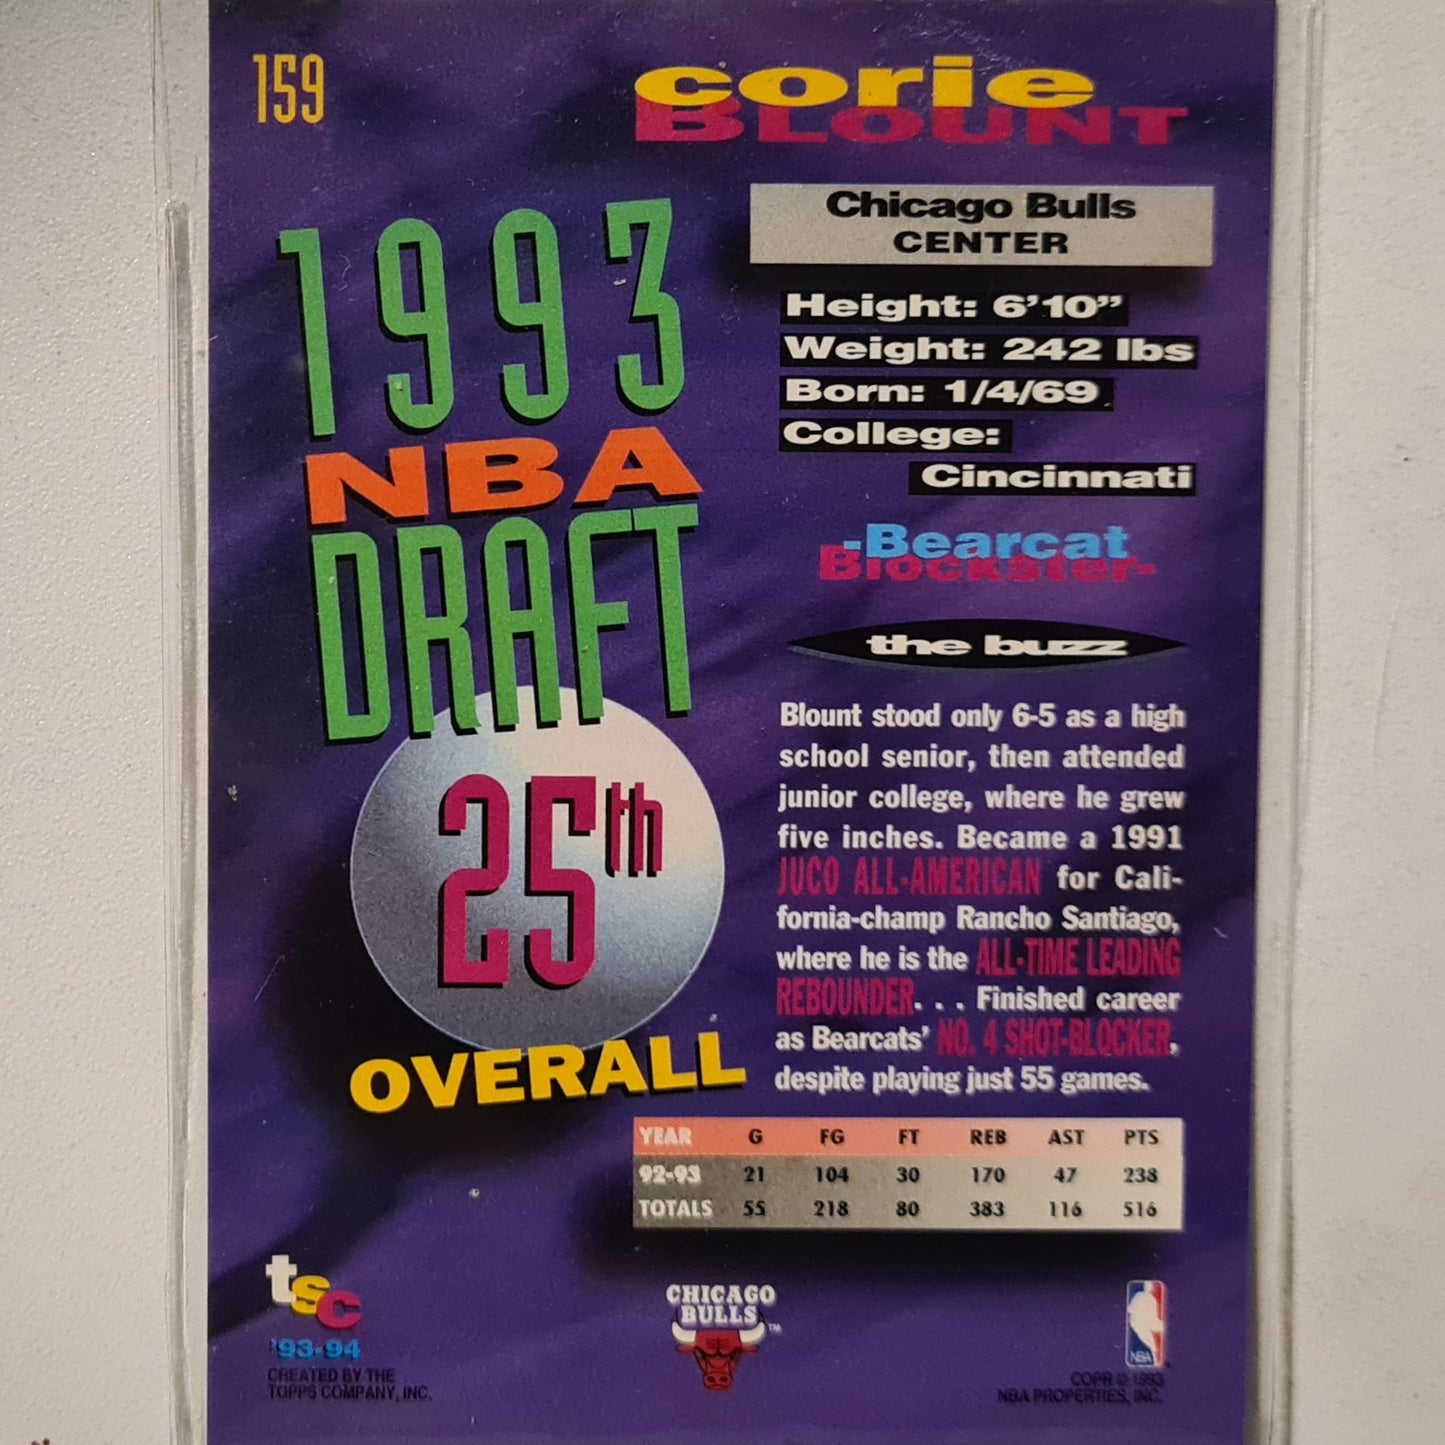 159
corie
BLOUNT
Chicago Bulls
CENTER
Height: 6’10”
Weight: 242 lbs
Born: 1/4/69
College:
Cincinnati
1993
NBA
DRAFT
25th
OVERALL
-Bearcat
Blockster-
the buzz
Blount stood only 6-5 as a high
school senior, then attended
junior college, where he grew
five inches. Became a 1991
JUCO ALL-AMERICAN for Cali-
fornia-champ Rancho Santiago,
where he is the ALL-TIME LEADING
REBOUNDER. . . Finished career
as Bearcats’ NO. 4 SHOT-BLOCKER,
despite playing just 55 games.
YEAR G FG FT REB AST PTS
92-93 21 104 30 170 47 238
TOTALS 55 218 80 383 116 516
tsc
’93-94
CREATED BY THE
TOPPS COMPANY, INC.
CHICAGO
BULLS™
NBA
COPR © 1993
NBA PROPERTIES, INC.